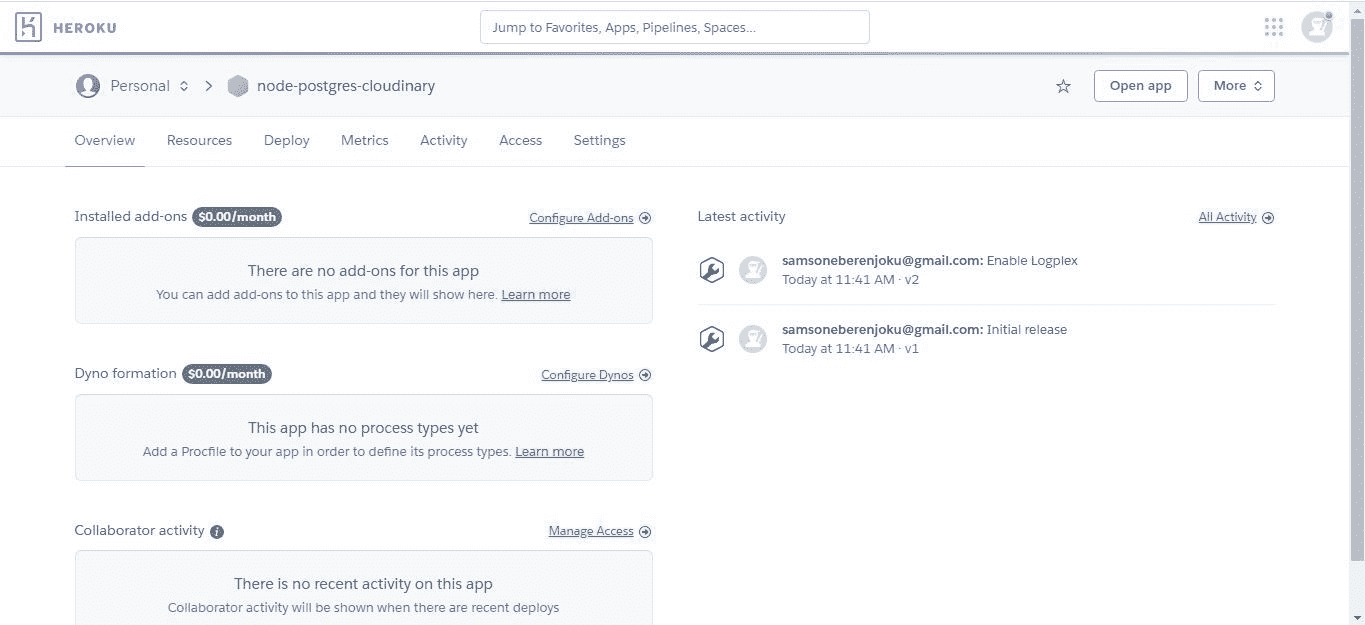 HEROKU
Jump to Favorites, Apps, Pipelines, Spaces...
Personal
node-postgres-cloudinary
Open app
More
Overview
Resources
Deploy
Metrics
Activity
Access
Settings
Installed add-ons $0.00/month
Configure Add-ons
There are no add-ons for this app
You can add add-ons to this app and they will show here. Learn more
Dyno formation $0.00/month
Configure Dynos
This app has no process types yet
Add a Procfile to your app in order to define its process types. Learn more
Collaborator activity
Manage Access
There is no recent activity on this app
Collaborator activity will be shown when there are recent deploys
Latest activity
All Activity
samsoneberenjoku@gmail.com: Enable Logplex
Today at 11:41 AM · v2
samsoneberenjoku@gmail.com: Initial release
Today at 11:41 AM · v1